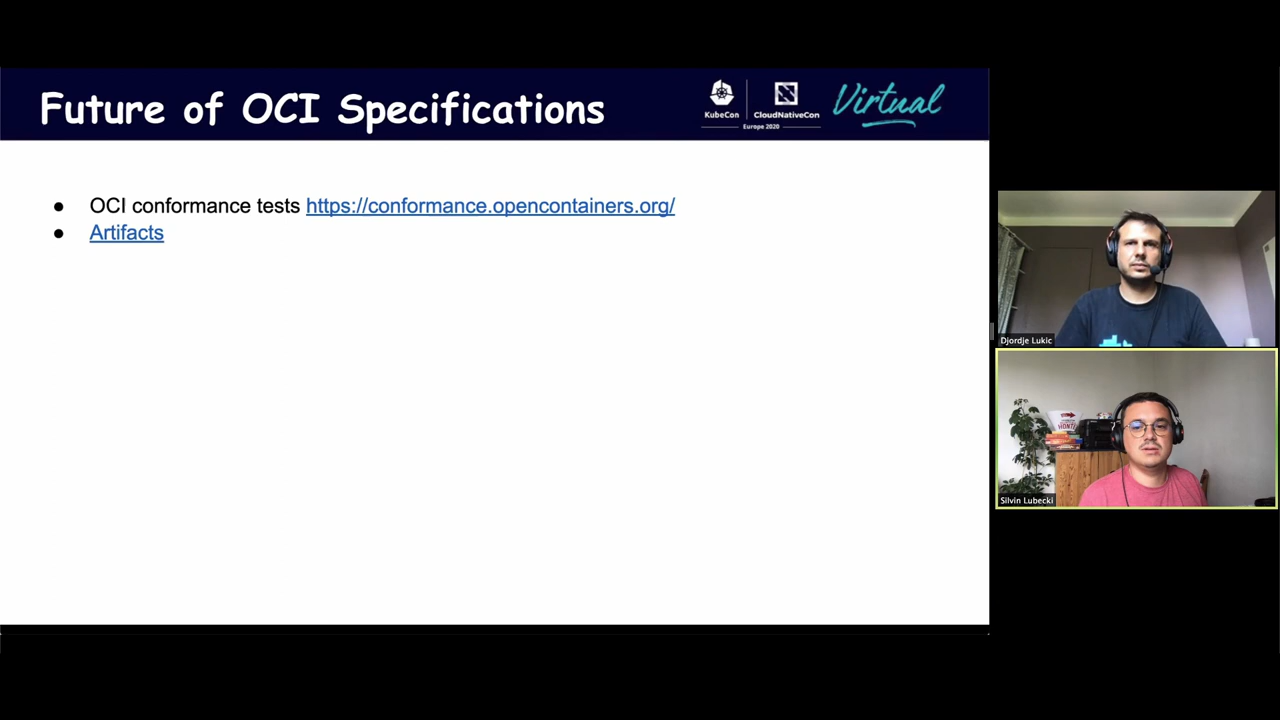 Future of OCI Specifications
KubeCon
CloudNativeCon
Europe 2020
Virtual
● OCI conformance tests https://conformance.opencontainers.org/
● Artifacts
Djordje Lukic
Silvin Lubecki